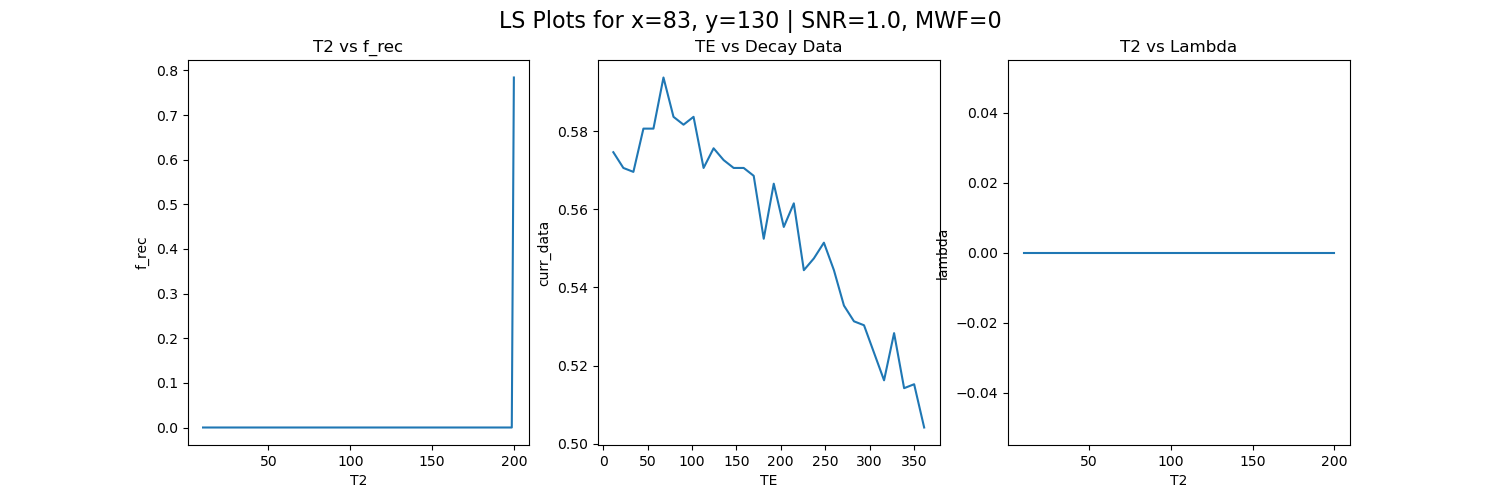 LS Plots for x=83, y=130 | SNR=1.0, MWF=0
T2 vs f_rec
0.8
0.7
0.6
0.5
0.4
0.3
0.2
0.1
0.0
f_rec
50 100 150 200
T2
TE vs Decay Data
0.58
0.56
0.54
0.52
0.50
curr_data
0 50 100 150 200 250 300 350
TE
T2 vs Lambda
0.04
0.02
0.00
−0.02
−0.04
lambda
50 100 150 200
T2